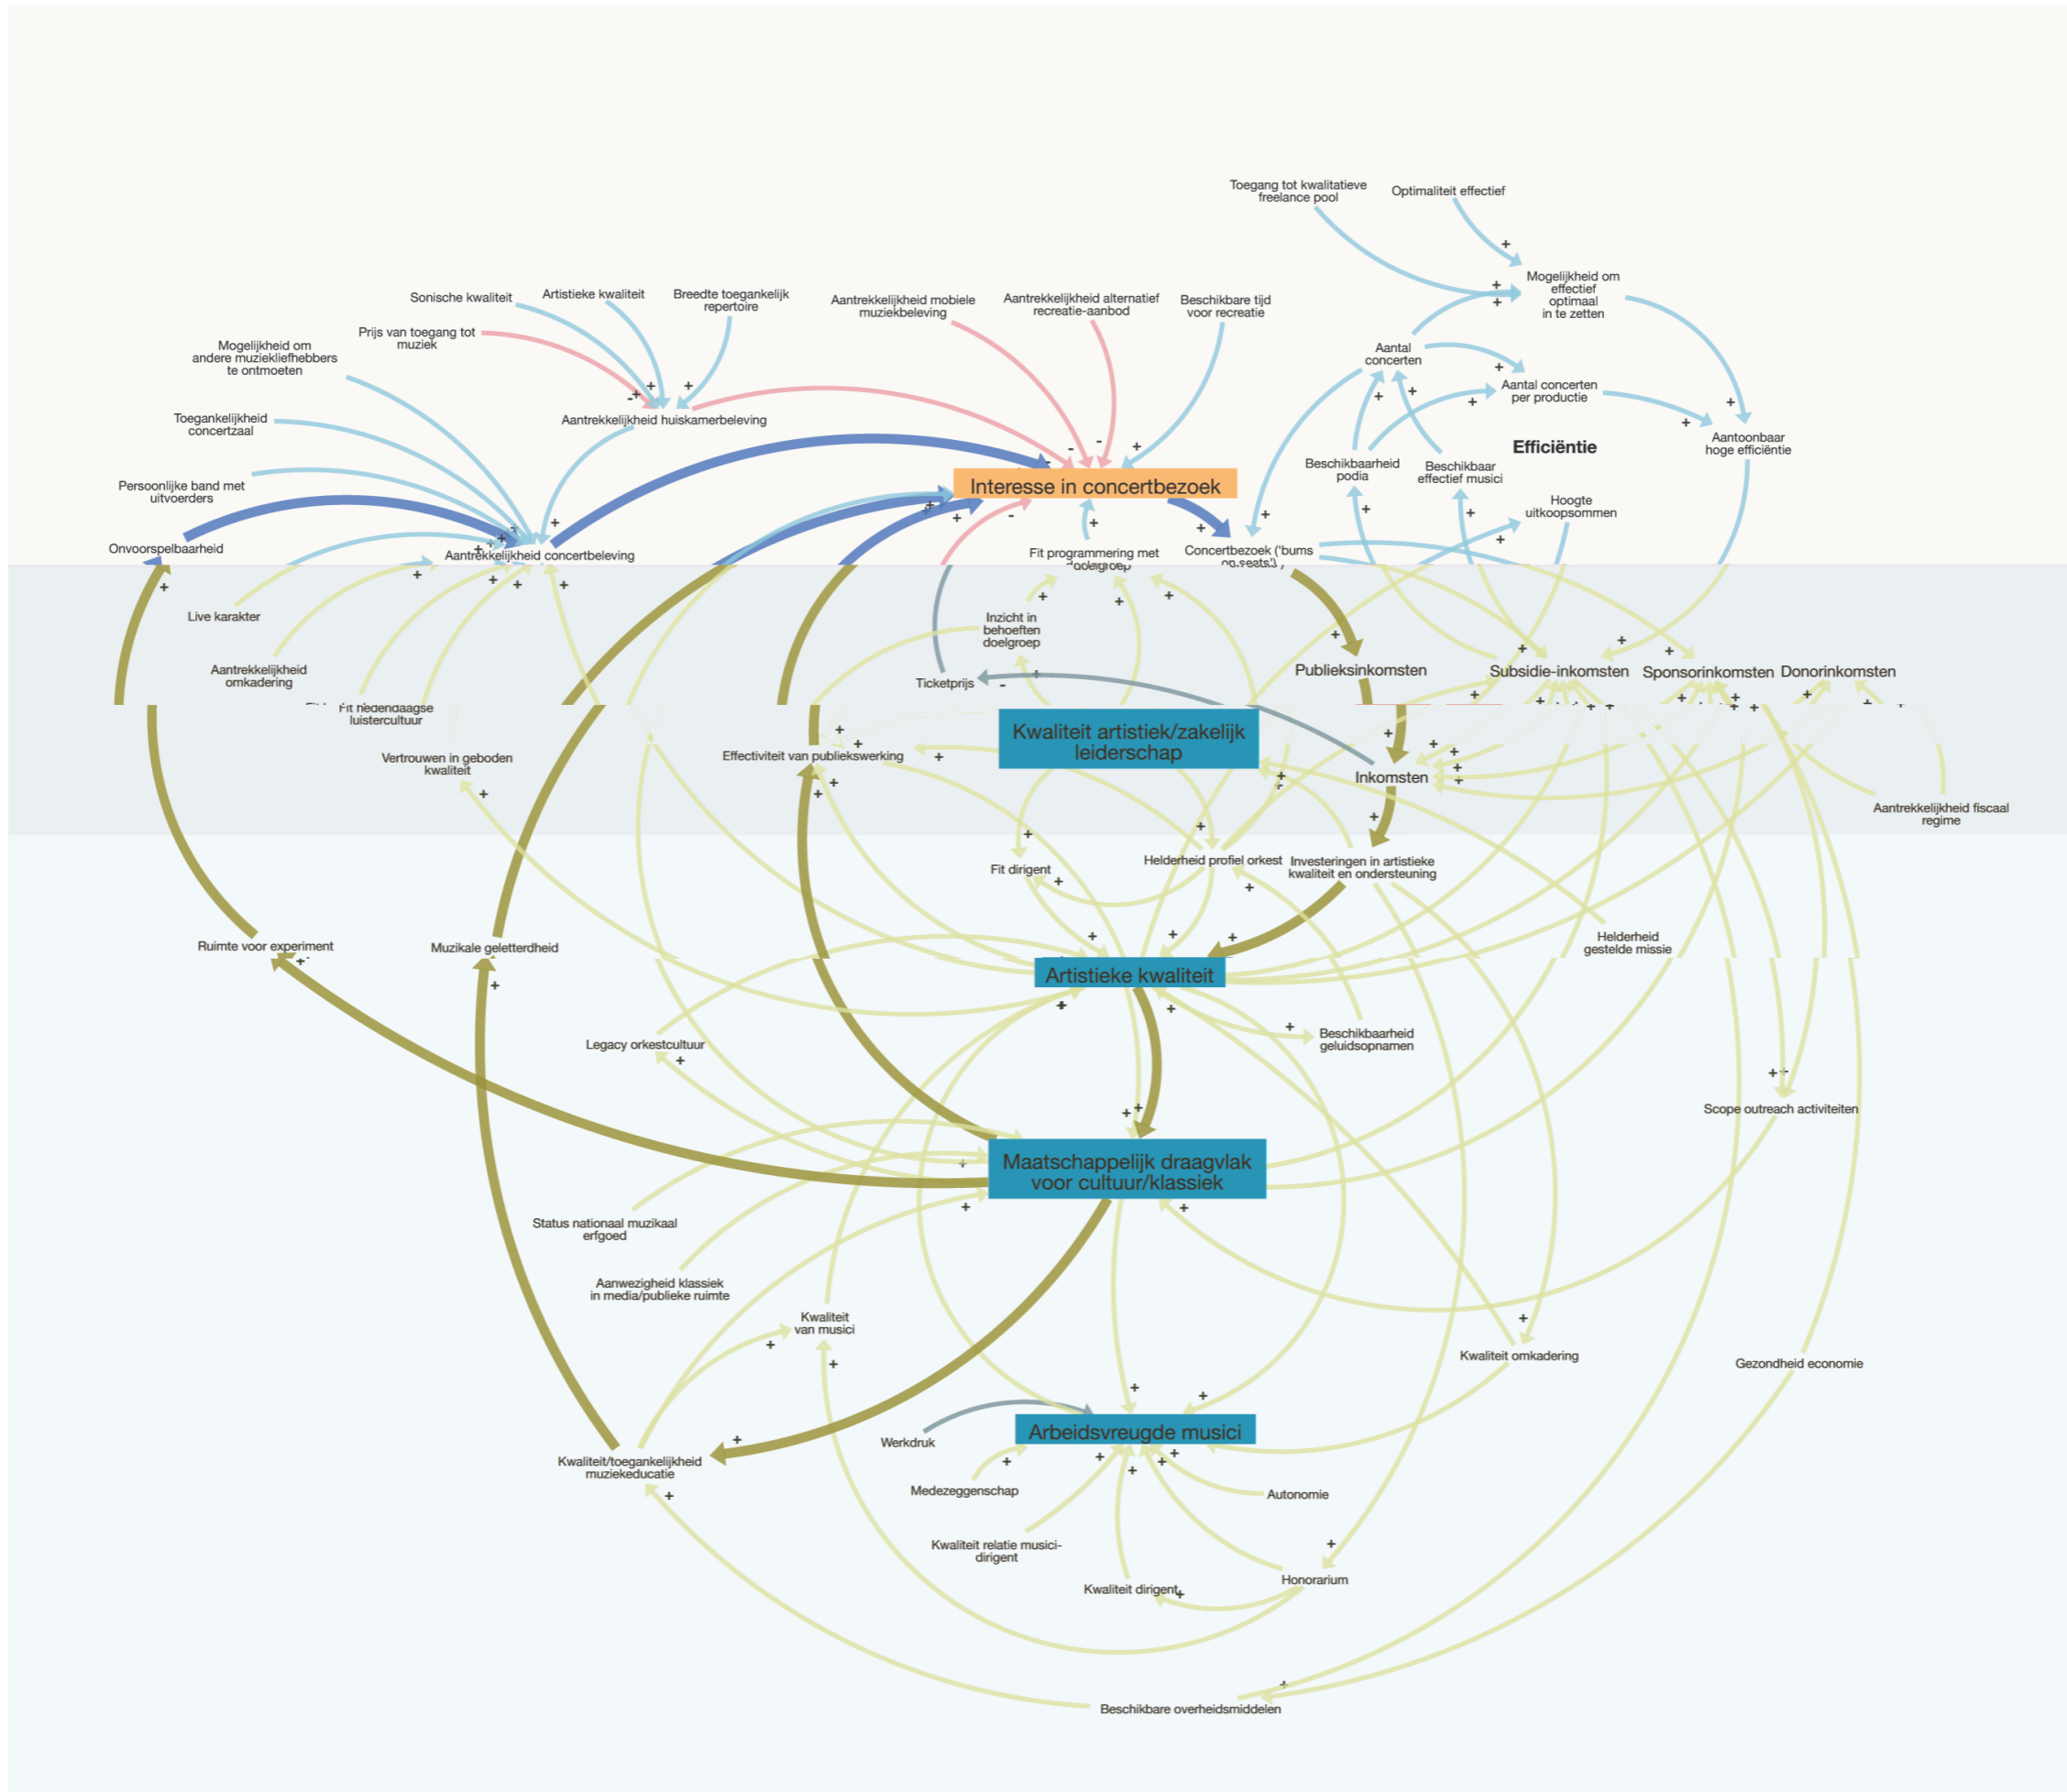 Toegang tot kwalitatieve
freelance pool
Optimaliteit effectief
Mogelijkheid om
effectief
optimaal
in te zetten
Sonische kwaliteit
Artistieke kwaliteit
Breedte toegankelijk
repertoire
Aantrekkelijkheid mobiele
muziekbeleving
Aantrekkelijkheid alternatief
recreatie-aanbod
Beschikbare tijd
voor recreatie
Prijs van toegang tot
muziek
Mogelijkheid om
andere muziekliefhebbers
te ontmoeten
Aantal
concerten
Aantal concerten
per productie
Toegankelijkheid
concertzaal
Aantrekkelijkheid huiskamerbeleving
Efficiëntie
Aantoonbaar
hoge efficiëntie
Beschikbaarheid
podia
Beschikbaar
effectief musici
Persoonlijke band met
uitvoerders
Interesse in concertbezoek
Hoogte
uitkoopsommen
Onvoorspelbaarheid
Aantrekkelijkheid concertbeleving
Fit programmering met
doelgroep
Concertbezoek ('bums
on seats')
Live karakter
Inzicht in
behoeften
doelgroep
Aantrekkelijkheid
omkadering
Ticketprijs
Publieksinkomsten
Subsidie-inkomsten
Sponsorinkomsten
Donorinkomsten
Fit hedendaagse
luistercultuur
Kwaliteit artistiek/zakelijk
leiderschap
Vertrouwen in geboden
kwaliteit
Effectiviteit van publiekswerking
Inkomsten
Aantrekkelijkheid fiscaal
regime
Fit dirigent
Helderheid profiel orkest
Investeringen in artistieke
kwaliteit en ondersteuning
Ruimte voor experiment
Muzikale geletterdheid
Helderheid
gestelde missie
Artistieke kwaliteit
Legacy orkestcultuur
Beschikbaarheid
geluidsopnamen
Scope outreach activiteiten
Maatschappelijk draagvlak
voor cultuur/klassiek
Status nationaal muzikaal
erfgoed
Aanwezigheid klassiek
in media/publieke ruimte
Kwaliteit
van musici
Kwaliteit omkadering
Gezondheid economie
Arbeidsvreugde musici
Werkdruk
Kwaliteit/toegankelijkheid
muziekeducatie
Medezeggenschap
Autonomie
Kwaliteit relatie musici-
dirigent
Kwaliteit dirigent
Honorarium
Beschikbare overheidsmiddelen